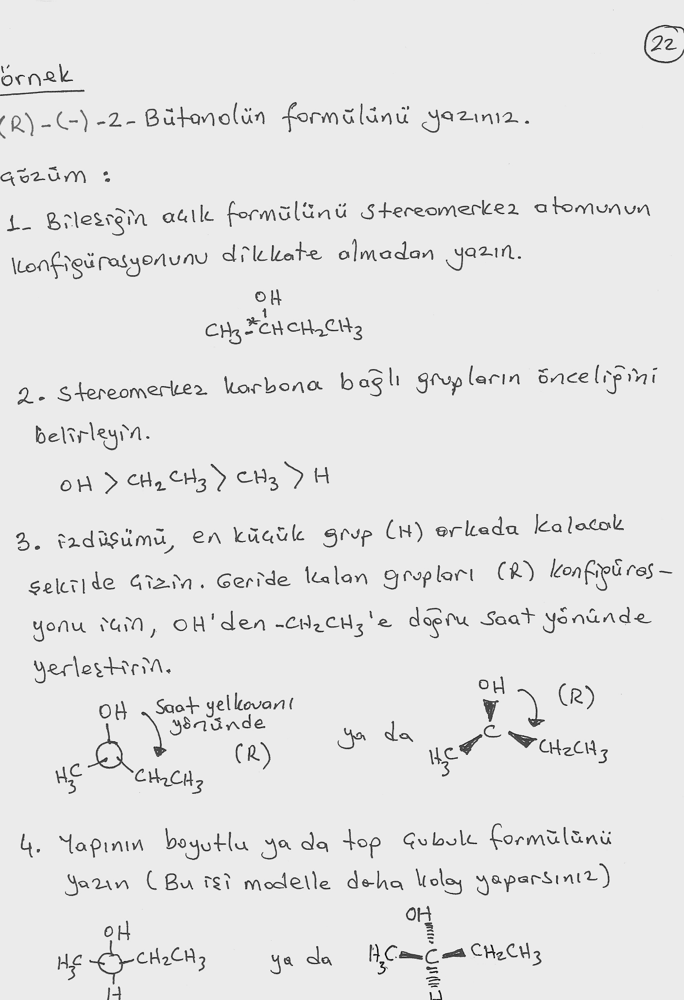 22
örnek
(R)-(-)-2-Bütanolün formülünü yazınız.
çözüm :
1- Bileşiğin açık formülünü stereomerkez atomunun
konfigürasyonunu dikkate almadan yazın.
OH
CH3-*CHCH2CH3
2. Stereomerkez karbona bağlı grupların önceliğini
belirleyin.
OH > CH2CH3 > CH3 > H
3. izdüşümü, en küçük grup (H) arkada kalacak
şekilde çizin. Geride kalan grupları (R) konfigüras-
yonu için, OH'den -CH2CH3'e doğru saat yönünde
yerleştirin.
OH saat yelkovanı
yönünde
(R)
H3C CH2CH3
ya da
OH (R)
C
H3C CH2CH3
4. Yapının boyutlu ya da top çubuk formülünü
yazın (Bu işi modelle daha kolay yaparsınız)
OH
H3C CH2CH3
H
ya da
OH
H3C C CH2CH3